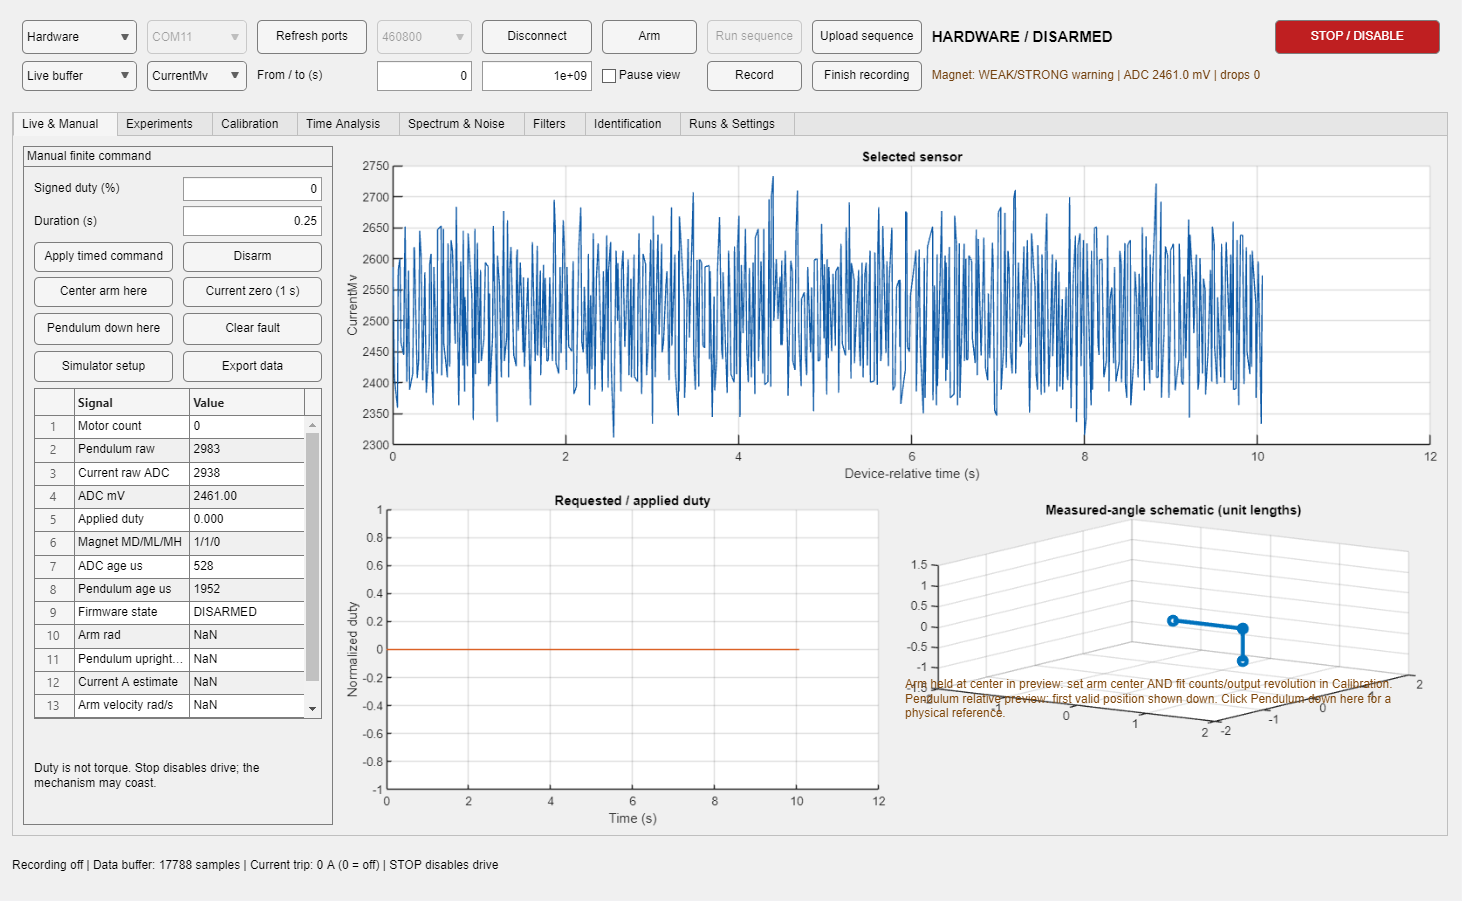 Hardware COM11 Refresh ports 460800 Disconnect Arm Run sequence Upload sequence HARDWARE / DISARMED STOP / DISABLE
Live buffer CurrentMv From / to (s) 0 1e+09 Pause view Record Finish recording Magnet: WEAK/STRONG warning | ADC 2461.0 mV | drops 0
Live & Manual Experiments Calibration Time Analysis Spectrum & Noise Filters Identification Runs & Settings
Manual finite command
Signed duty (%) 0
Duration (s) 0.25
Apply timed command Disarm
Center arm here Current zero (1 s)
Pendulum down here Clear fault
Simulator setup Export data
Signal Value
1 Motor count 0
2 Pendulum raw 2983
3 Current raw ADC 2938
4 ADC mV 2461.00
5 Applied duty 0.000
6 Magnet MD/ML/MH 1/1/0
7 ADC age us 528
8 Pendulum age us 1952
9 Firmware state DISARMED
10 Arm rad NaN
11 Pendulum upright... NaN
12 Current A estimate NaN
13 Arm velocity rad/s NaN
Duty is not torque. Stop disables drive; the
mechanism may coast.
Selected sensor
CurrentMv
2750
2700
2650
2600
2550
2500
2450
2400
2350
2300
0 2 4 6 8 10 12
Device-relative time (s)
Requested / applied duty
Normalized duty
1
0.8
0.6
0.4
0.2
0
-0.2
-0.4
-0.6
-0.8
-1
0 2 4 6 8 10 12
Time (s)
Measured-angle schematic (unit lengths)
1.5
1
0.5
0
-0.5
-1
-1.5
Arm held at center in preview: set arm center AND fit counts/output revolution in Calibration.
Pendulum relative preview: first valid position shown down. Click Pendulum down here for a
physical reference.
-2 -1 0 1 2
-2 -1 0 1 2
Recording off | Data buffer: 17788 samples | Current trip: 0 A (0 = off) | STOP disables drive